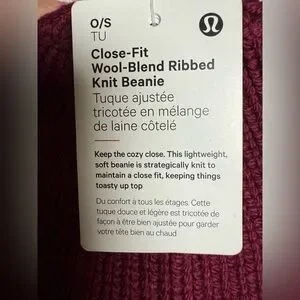 O/S
TU
Close-Fit
Wool-Blend Ribbed
Knit Beanie
Tuque ajustée
tricotée en mélange
de laine côtelé
Keep the cozy close. This lightweight,
soft beanie is strategically knit to
maintain a close fit, keeping things
toasty up top
Du confort à tous les étages. Cette
tuque douce et légère est tricotée de
façon à être bien ajustée pour garder
votre tête bien au chaud